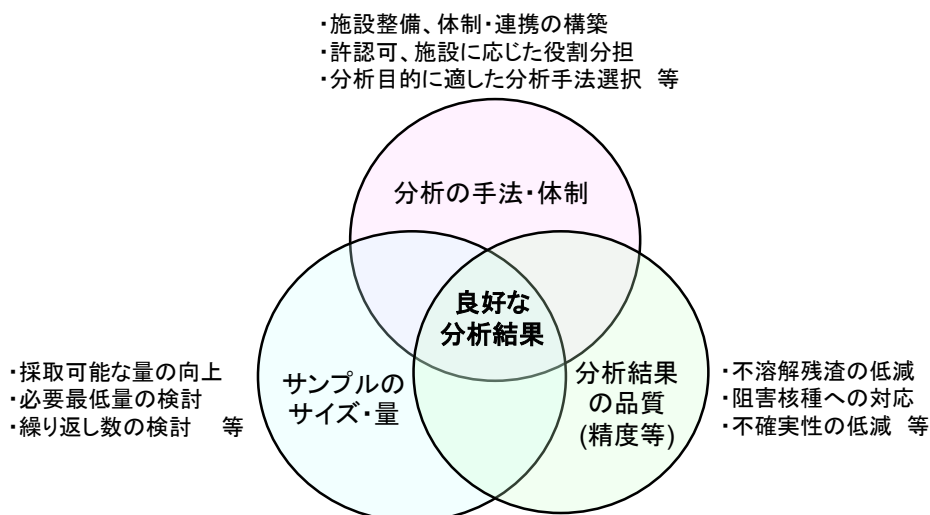 ・施設整備、体制・連携の構築
・許認可、施設に応じた役割分担
・分析目的に適した分析手法選択　等
分析の手法・体制
良好な
分析結果
サンプルの
サイズ・量
分析結果
の品質
(精度等)
・採取可能な量の向上
・必要最低量の検討
・繰り返し数の検討　等
・不溶解残渣の低減
・阻害核種への対応
・不確実性の低減　等